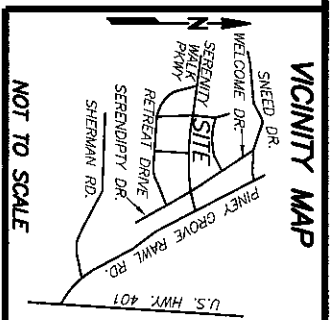 VICINITY MAP
SNEED DR.
WELCOME DR.
SERENITY
WALK
PKWY
N
SITE
RETREAT DRIVE
SERENDIPTY DR.
SHERMAN RD.
PINEY GROVE RAWL RD.
U.S. HWY. 401
NOT TO SCALE